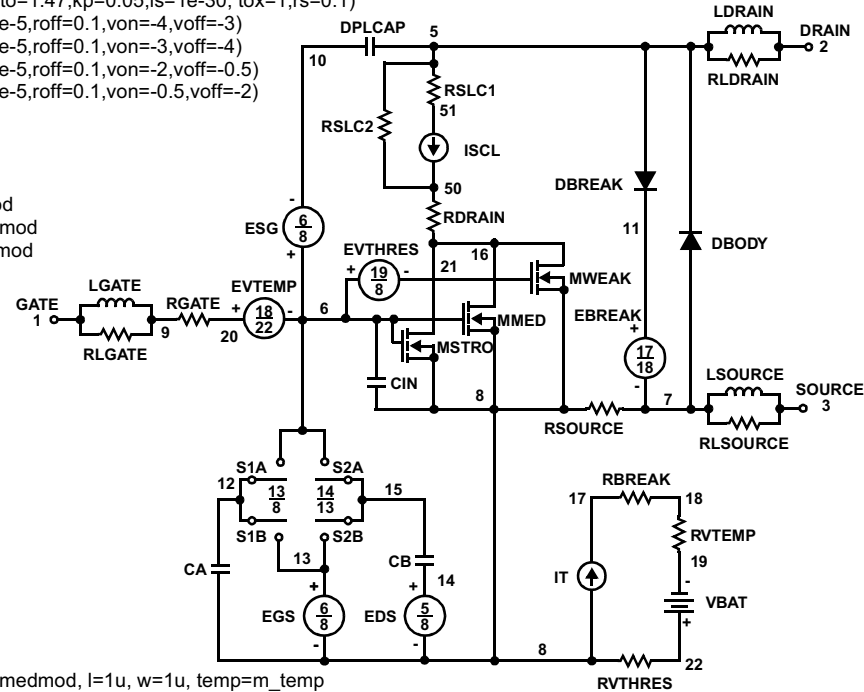 to=1.47,kp=0.05,is=1e-30, tox=1,rs=0.1)
e-5,roff=0.1,von=-4,voff=-3)
e-5,roff=0.1,von=-3,voff=-4)
e-5,roff=0.1,von=-2,voff=-0.5)
e-5,roff=0.1,von=-0.5,voff=-2)
od
mod
mod
LDRAIN
DPLCAP
5
DRAIN
2
10
RLDRAIN
RSLC1
51
RSLC2
ISCL
50
DBREAK
RDRAIN
ESG
6
8
-
+
11
DBODY
EVTHRES
+
19
8
-
21
16
MWEAK
LGATE
GATE
1
RLGATE
9
RGATE
20
EVTEMP
+
18
22
-
6
MMED
MSTRO
EBREAK
+
17
18
-
CIN
8
RSOURCE
7
LSOURCE
SOURCE
3
RLSOURCE
S1A
S2A
12
13
8
14
13
15
S1B
S2B
13
CA
CB
14
+
EGS
6
8
-
+
EDS
5
8
-
RBREAK
17
18
RVTEMP
19
IT
-
VBAT
+
8
22
RVTHRES
medmod, l=1u, w=1u, temp=m_temp